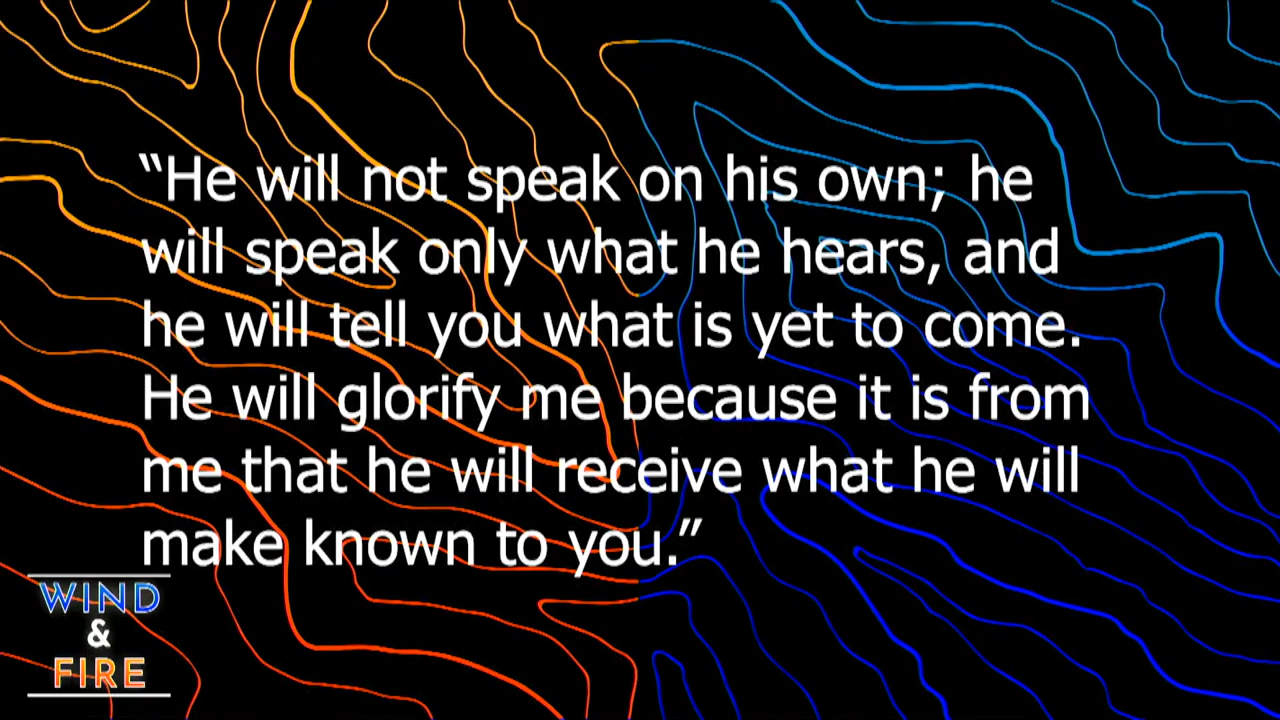 “He will not speak on his own; he
will speak only what he hears, and
he will tell you what is yet to come.
He will glorify me because it is from
me that he will receive what he will
make known to you.”
WIND
&
FIRE